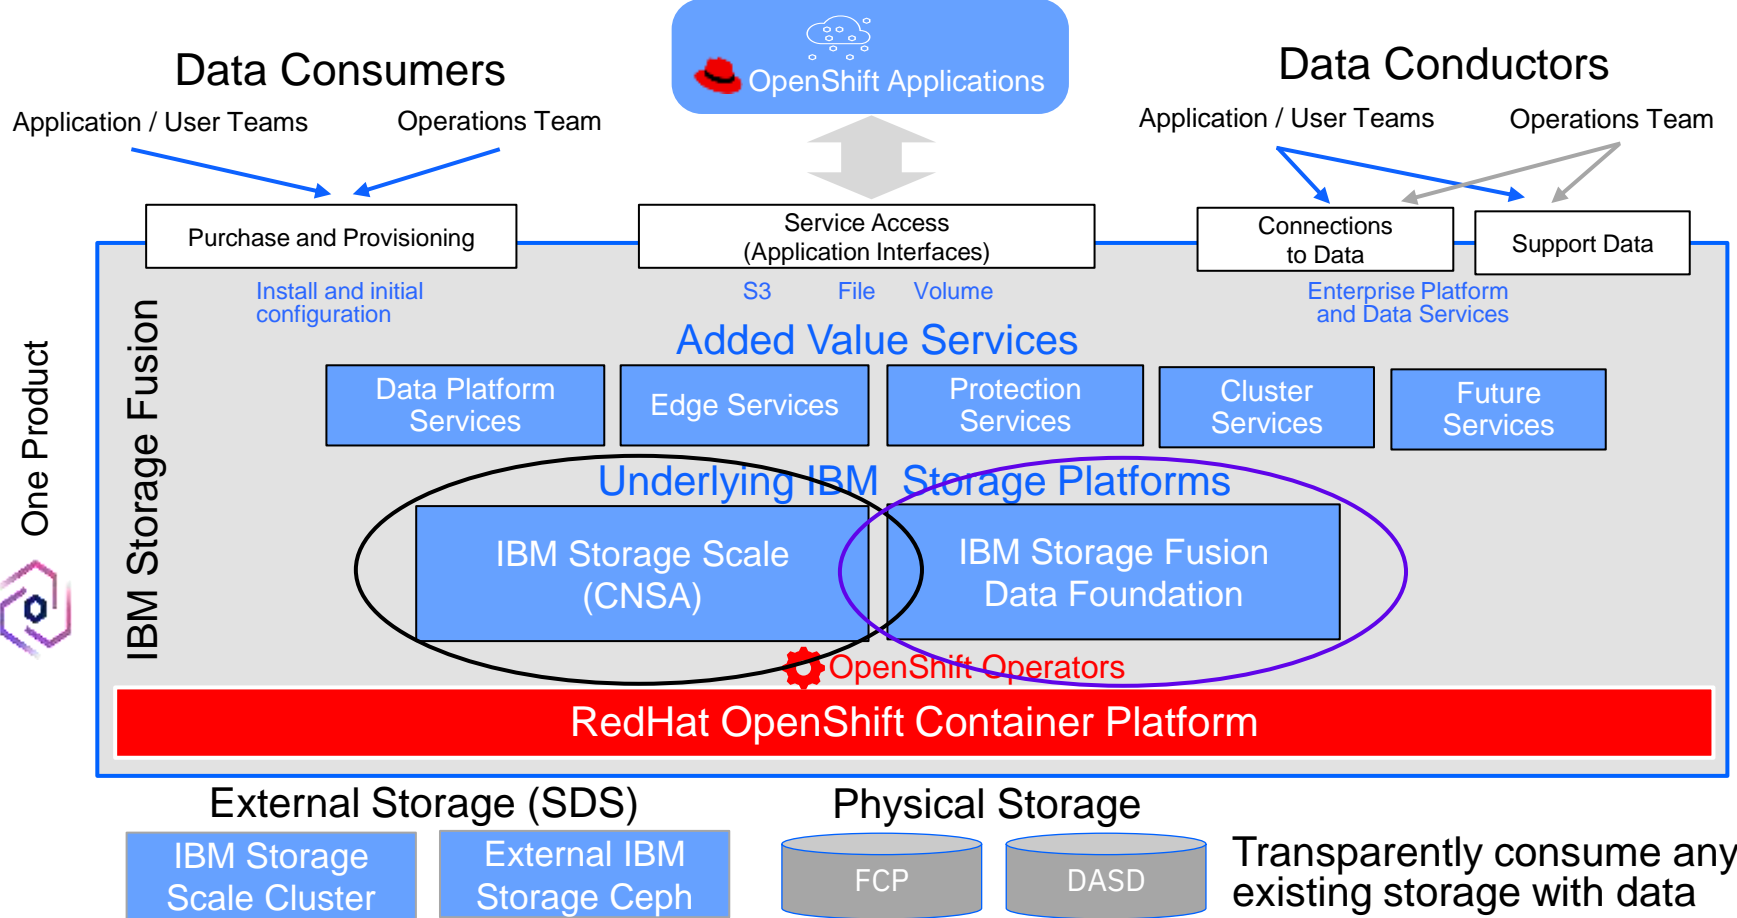 OpenShift Applications
Data Consumers
Data Conductors
Application / User Teams
Operations Team
Application / User Teams
Operations Team
Purchase and Provisioning
Service Access
(Application Interfaces)
Connections
to Data
Support Data
Install and initial
configuration
S3 File Volume
Enterprise Platform
and Data Services
One Product
IBM Storage Fusion
Added Value Services
Data Platform
Services
Edge Services
Protection
Services
Cluster
Services
Future
Services
Underlying IBM Storage Platforms
IBM Storage Scale
(CNSA)
IBM Storage Fusion
Data Foundation
OpenShift Operators
RedHat OpenShift Container Platform
External Storage (SDS)
IBM Storage
Scale Cluster
External IBM
Storage Ceph
Physical Storage
FCP
DASD
Transparently consume any
existing storage with data